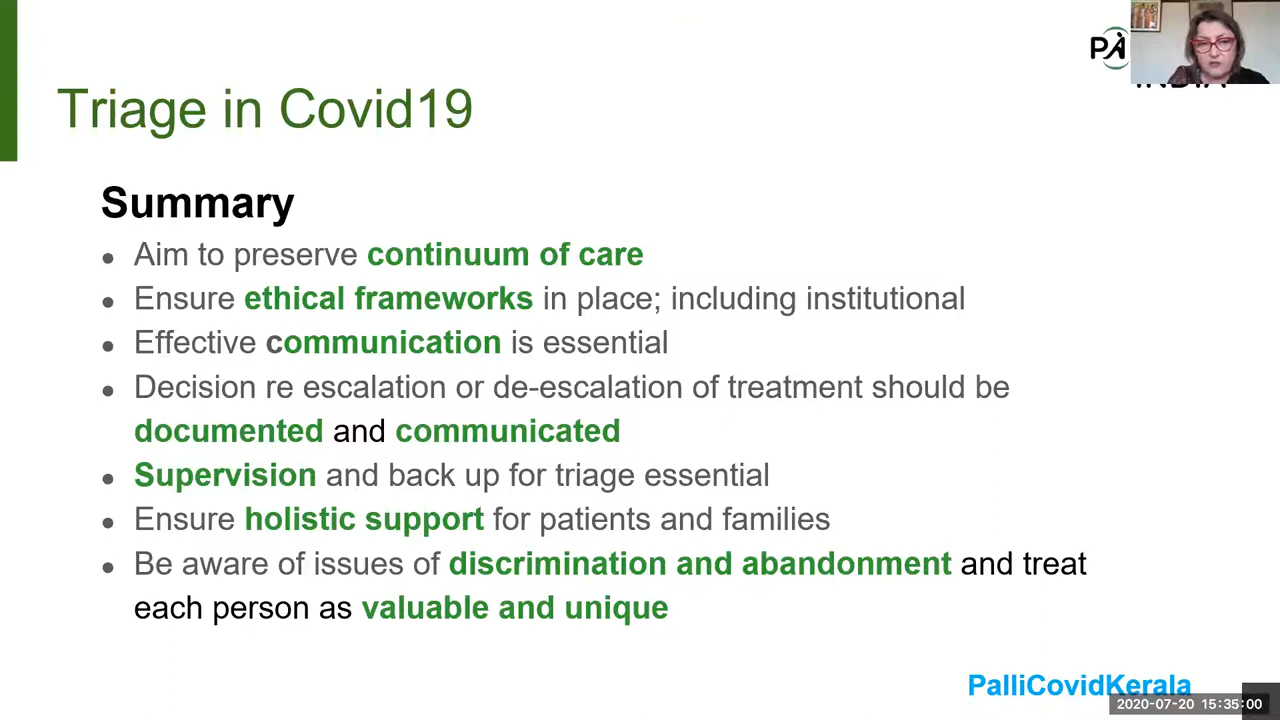 PA
INDIA
Triage in Covid19
Summary
• Aim to preserve continuum of care
• Ensure ethical frameworks in place; including institutional
• Effective communication is essential
• Decision re escalation or de-escalation of treatment should be
documented and communicated
• Supervision and back up for triage essential
• Ensure holistic support for patients and families
• Be aware of issues of discrimination and abandonment and treat
each person as valuable and unique
PalliCovidKerala
2020-07-20 15:35:00